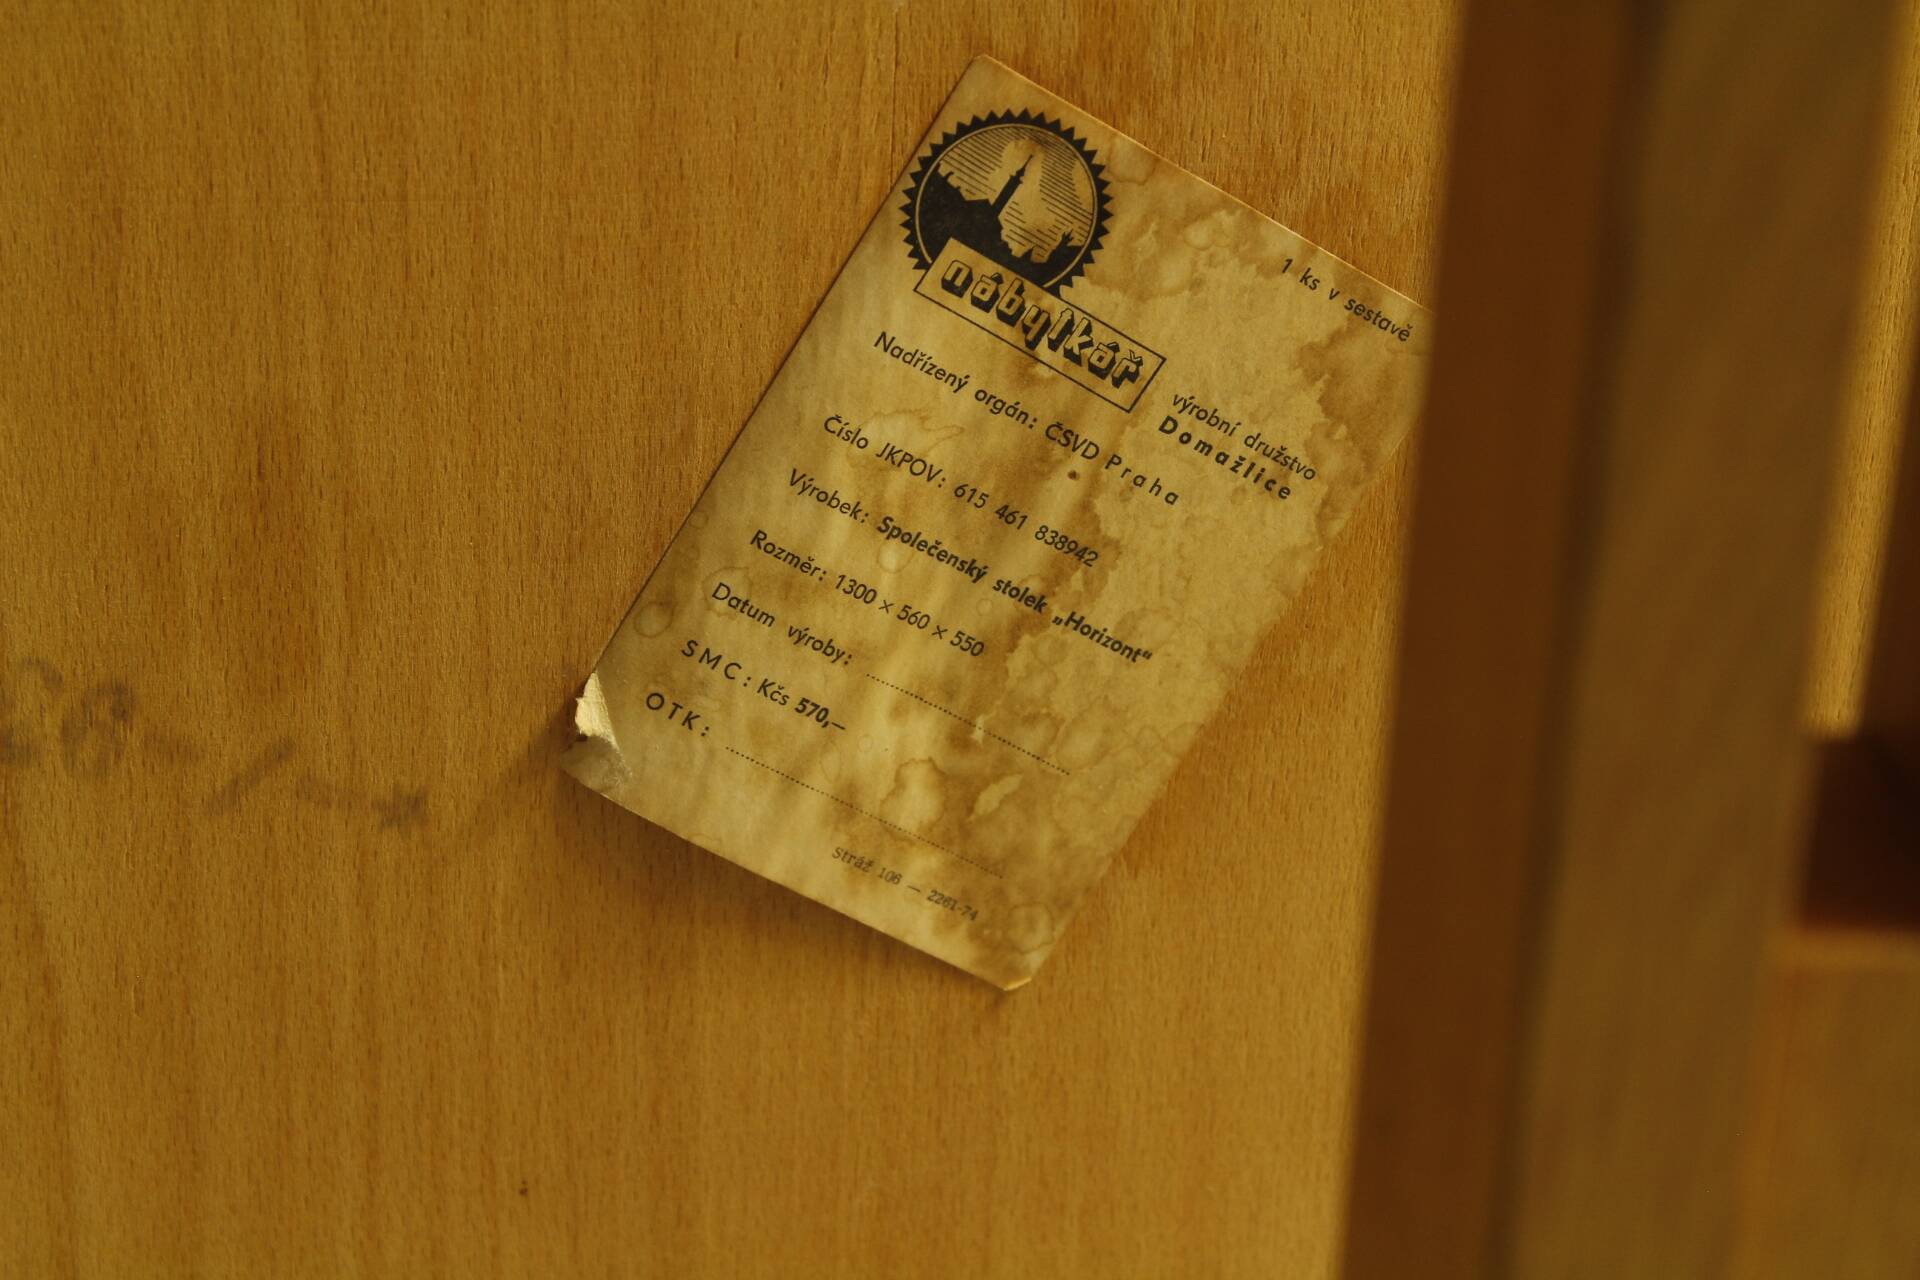 1 ks v sestavě
nábytkář
výrobní družstvo
Domažlice
Nadřízený orgán: ČSVD Praha
Číslo JKPOV: 615 461 838942
Výrobek: Společenský stolek „Horizont“
Rozměr: 1300 × 560 × 550
Datum výroby:
SMC: Kčs 570,—
OTK:
Stráž 106 — 2261-74